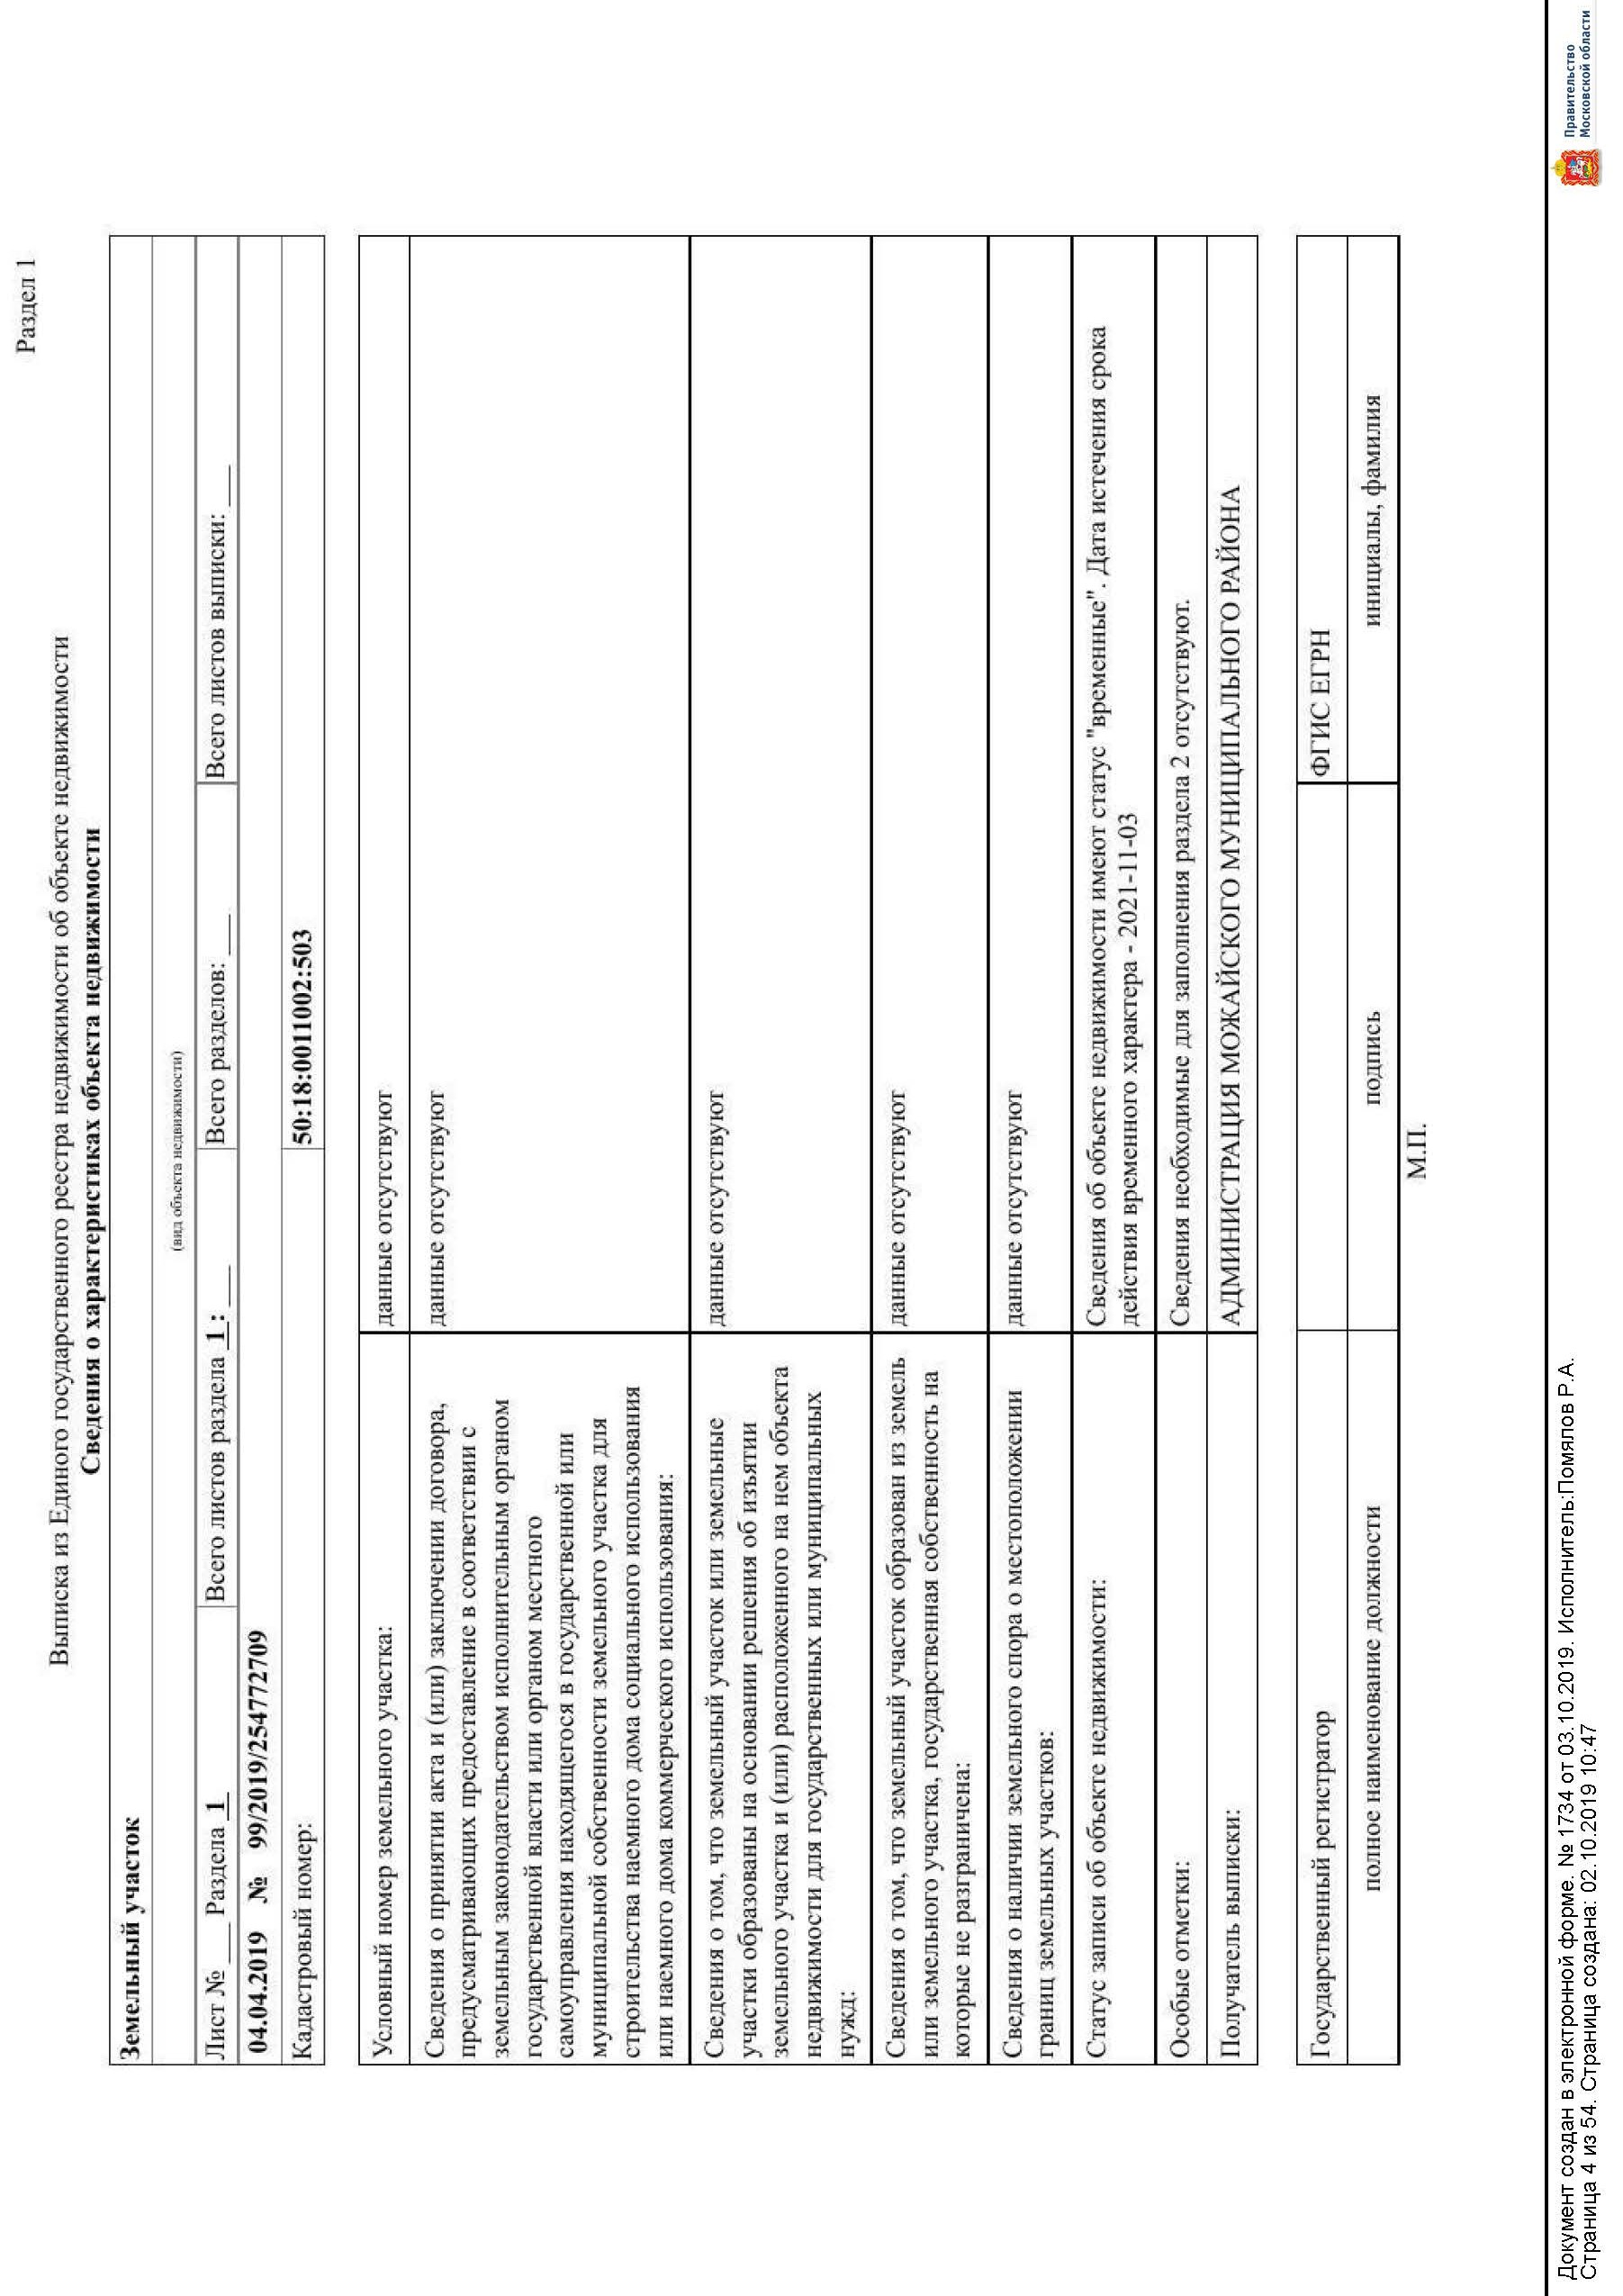 Раздел 1
Выписка из Единого государственного реестра недвижимости об объекте недвижимости
Сведения о характеристиках объекта недвижимости
Земельный участок
(вид объекта недвижимости)
Лист № ___ Раздела 1 Всего листов раздела 1 : ___ Всего разделов: ___ Всего листов выписки: ___
04.04.2019 № 99/2019/254772709
Кадастровый номер: 50:18:0011002:503
Условный номер земельного участка: данные отсутствуют
Сведения о принятии акта и (или) заключении договора, данные отсутствуют
предусматривающих предоставление в соответствии с
земельным законодательством исполнительным органом
государственной власти или органом местного
самоуправления находящегося в государственной или
муниципальной собственности земельного участка для
строительства наемного дома социального использования
или наемного дома коммерческого использования:
Сведения о том, что земельный участок или земельные данные отсутствуют
участки образованы на основании решения об изъятии
земельного участка и (или) расположенного на нем объекта
недвижимости для государственных или муниципальных
нужд:
Сведения о том, что земельный участок образован из земель данные отсутствуют
или земельного участка, государственная собственность на
которые не разграничена:
Сведения о наличии земельного спора о местоположении данные отсутствуют
границ земельных участков:
Статус записи об объекте недвижимости: Сведения об объекте недвижимости имеют статус "временные". Дата истечения срока
действия временного характера - 2021-11-03
Особые отметки: Сведения необходимые для заполнения раздела 2 отсутствуют.
Получатель выписки: АДМИНИСТРАЦИЯ МОЖАЙСКОГО МУНИЦИПАЛЬНОГО РАЙОНА
Государственный регистратор ФГИС ЕГРН
полное наименование должности подпись инициалы, фамилия
М.П.
Документ создан в электронной форме. № 1734 от 03.10.2019. Исполнитель:Помялов Р.А.
Страница 4 из 54. Страница создана: 02.10.2019 10:47
Правительство
Московской области